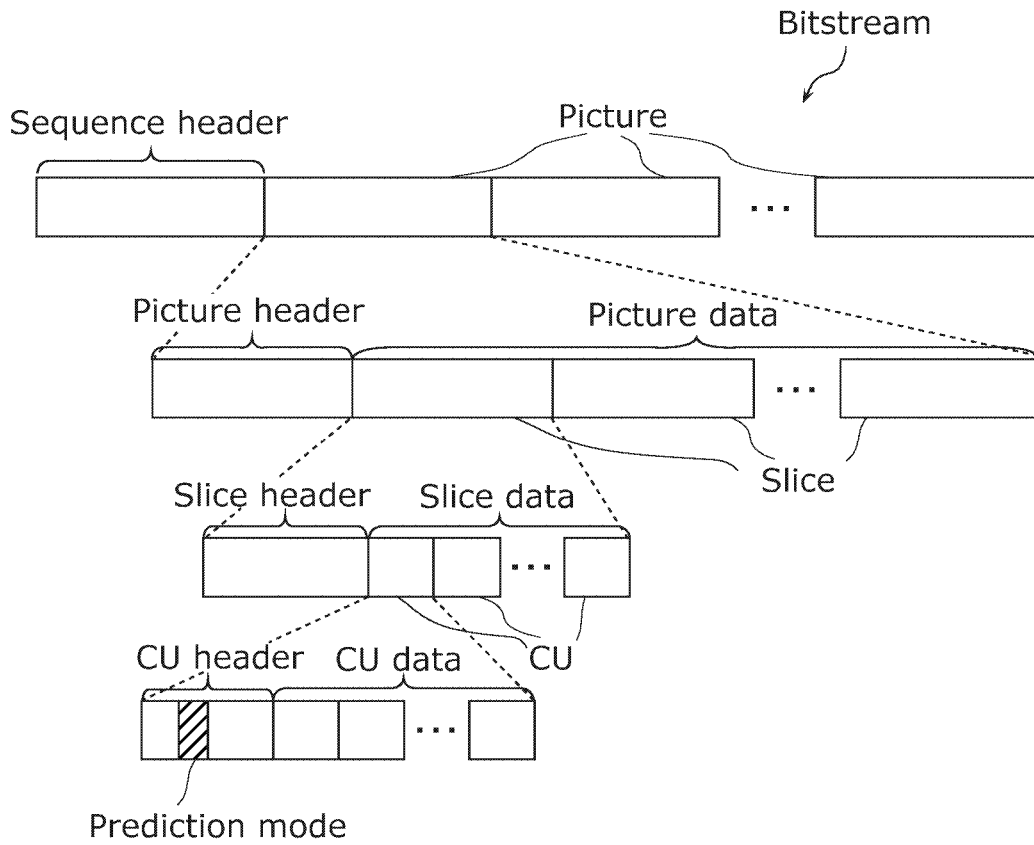 Bitstream
Sequence header
Picture
...
Picture header
Picture data
...
Slice
Slice header
Slice data
...
CU header
CU data
CU
...
Prediction mode